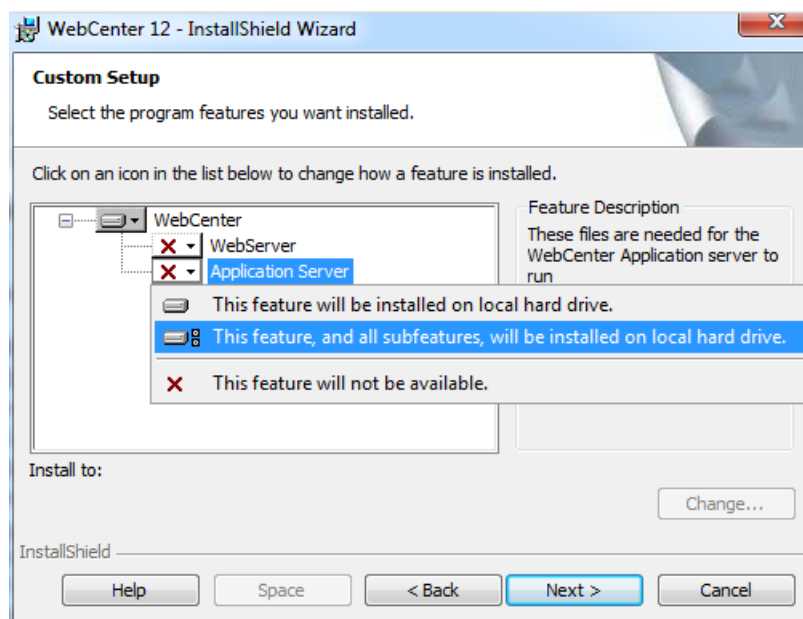 WebCenter 12 - InstallShield Wizard
Custom Setup
Select the program features you want installed.
Click on an icon in the list below to change how a feature is installed.
WebCenter
WebServer
Application Server
Feature Description
These files are needed for the
WebCenter Application server to
run
This feature will be installed on local hard drive.
This feature, and all subfeatures, will be installed on local hard drive.
This feature will not be available.
Install to:
Change...
InstallShield
Help
Space
< Back
Next >
Cancel